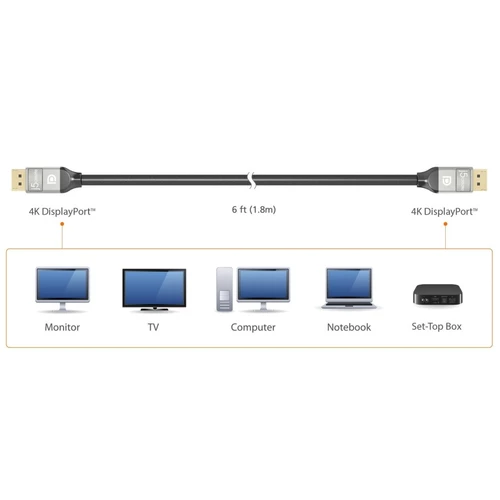 6 ft (1.8m)
4K DisplayPort™ 4K DisplayPort™
Monitor TV Computer Notebook Set-Top Box